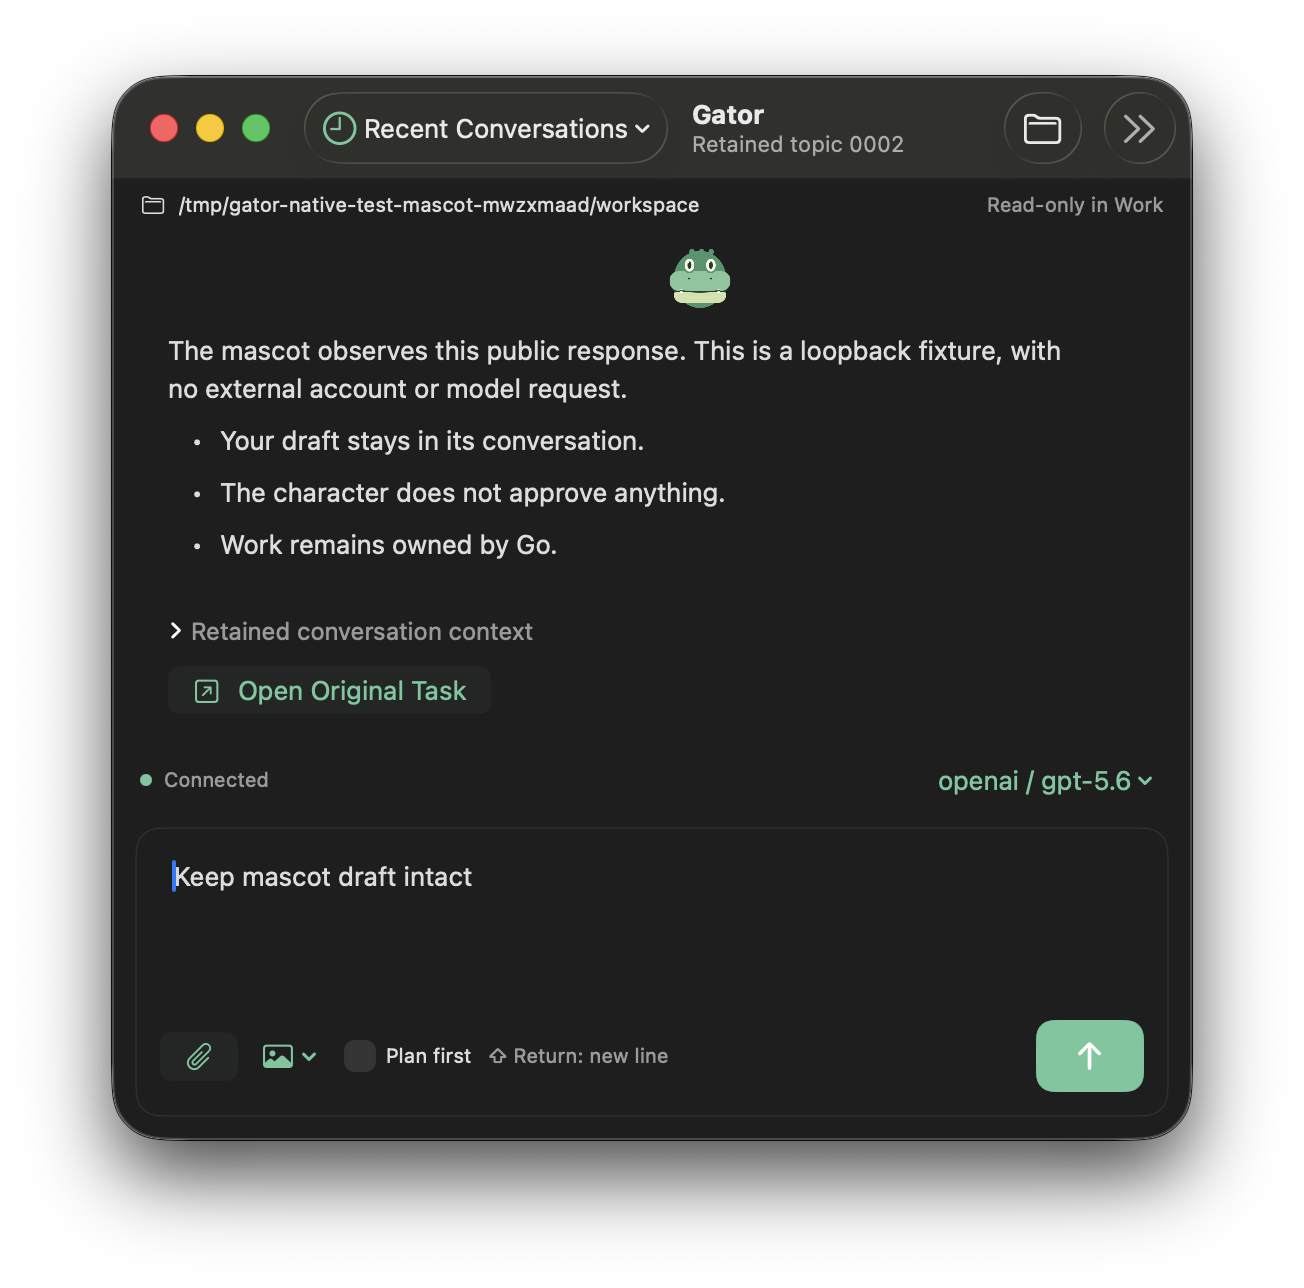 Recent Conversations
Gator
Retained topic 0002
/tmp/gator-native-test-mascot-mwzxmaad/workspace
Read-only in Work
The mascot observes this public response. This is a loopback fixture, with
no external account or model request.
• Your draft stays in its conversation.
• The character does not approve anything.
• Work remains owned by Go.
Retained conversation context
Open Original Task
Connected
openai / gpt-5.6
Keep mascot draft intact
Plan first
⇧ Return: new line